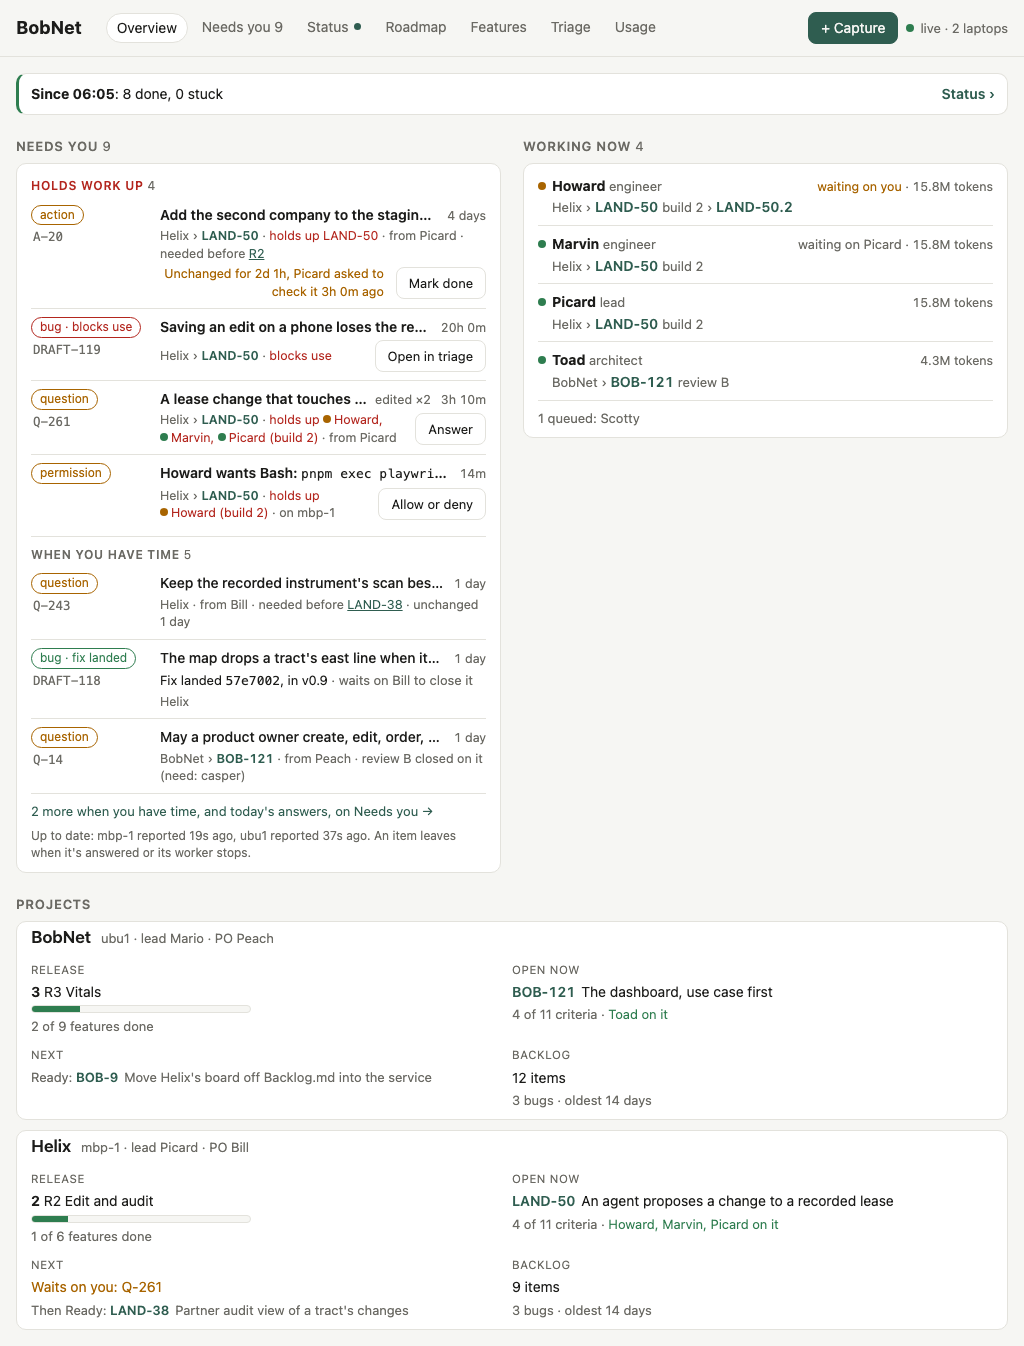 BobNet Overview Needs you 9 Status Roadmap Features Triage Usage + Capture live · 2 laptops
Since 06:05: 8 done, 0 stuck Status ›
NEEDS YOU 9
HOLDS WORK UP 4
action Add the second company to the stagin... 4 days
A-20 Helix › LAND-50 · holds up LAND-50 · from Picard ·
needed before R2
Unchanged for 2d 1h, Picard asked to
check it 3h 0m ago Mark done
bug · blocks use Saving an edit on a phone loses the re... 20h 0m
DRAFT-119 Helix › LAND-50 · blocks use Open in triage
question A lease change that touches ... edited ×2 3h 10m
Q-261 Helix › LAND-50 · holds up Howard,
Marvin, Picard (build 2) · from Picard Answer
permission Howard wants Bash: pnpm exec playwri... 14m
Helix › LAND-50 · holds up
Howard (build 2) · on mbp-1 Allow or deny
WHEN YOU HAVE TIME 5
question Keep the recorded instrument's scan bes... 1 day
Q-243 Helix · from Bill · needed before LAND-38 · unchanged
1 day
bug · fix landed The map drops a tract's east line when it... 1 day
DRAFT-118 Fix landed 57e7002, in v0.9 · waits on Bill to close it
Helix
question May a product owner create, edit, order, ... 1 day
Q-14 BobNet › BOB-121 · from Peach · review B closed on it
(need: casper)
2 more when you have time, and today's answers, on Needs you →
Up to date: mbp-1 reported 19s ago, ubu1 reported 37s ago. An item leaves
when it's answered or its worker stops.
WORKING NOW 4
Howard engineer waiting on you · 15.8M tokens
Helix › LAND-50 build 2 › LAND-50.2
Marvin engineer waiting on Picard · 15.8M tokens
Helix › LAND-50 build 2
Picard lead 15.8M tokens
Helix › LAND-50 build 2
Toad architect 4.3M tokens
BobNet › BOB-121 review B
1 queued: Scotty
PROJECTS
BobNet ubu1 · lead Mario · PO Peach
RELEASE
3 R3 Vitals
2 of 9 features done
OPEN NOW
BOB-121 The dashboard, use case first
4 of 11 criteria · Toad on it
NEXT
Ready: BOB-9 Move Helix's board off Backlog.md into the service
BACKLOG
12 items
3 bugs · oldest 14 days
Helix mbp-1 · lead Picard · PO Bill
RELEASE
2 R2 Edit and audit
1 of 6 features done
OPEN NOW
LAND-50 An agent proposes a change to a recorded lease
4 of 11 criteria · Howard, Marvin, Picard on it
NEXT
Waits on you: Q-261
Then Ready: LAND-38 Partner audit view of a tract's changes
BACKLOG
9 items
3 bugs · oldest 14 days